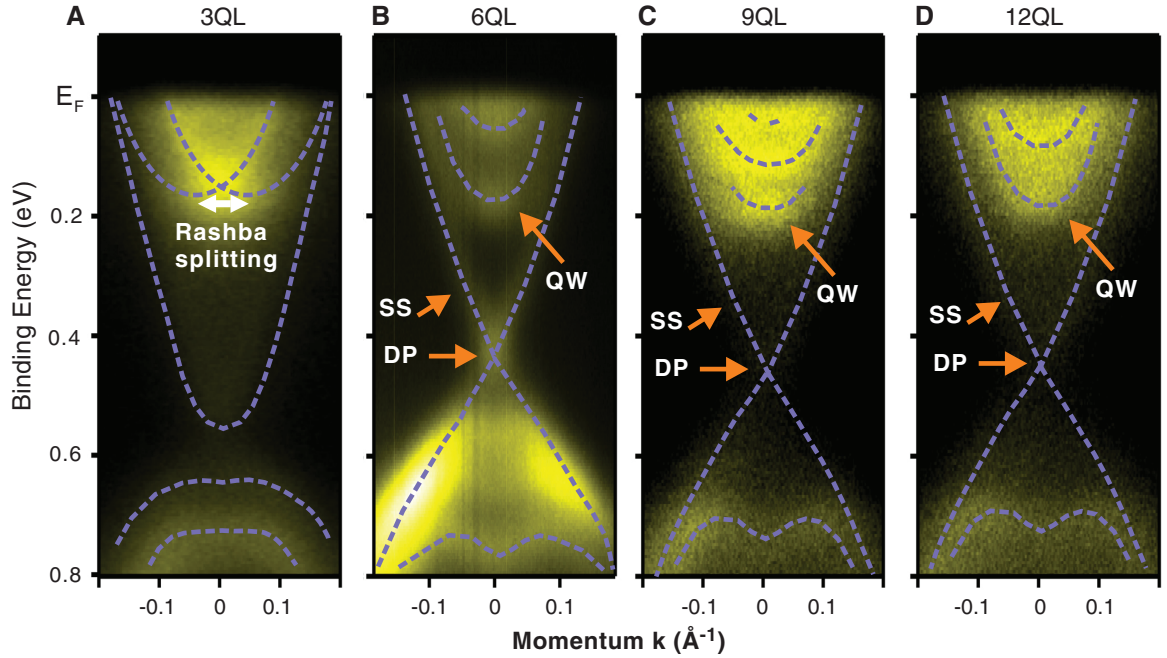 A 3QL
B 6QL
C 9QL
D 12QL
E_F
0.2
0.4
0.6
0.8
Binding Energy (eV)
Rashba
splitting
SS
DP
QW
SS
DP
QW
SS
DP
QW
-0.1 0 0.1
-0.1 0 0.1
-0.1 0 0.1
-0.1 0 0.1
Momentum k (Å⁻¹)